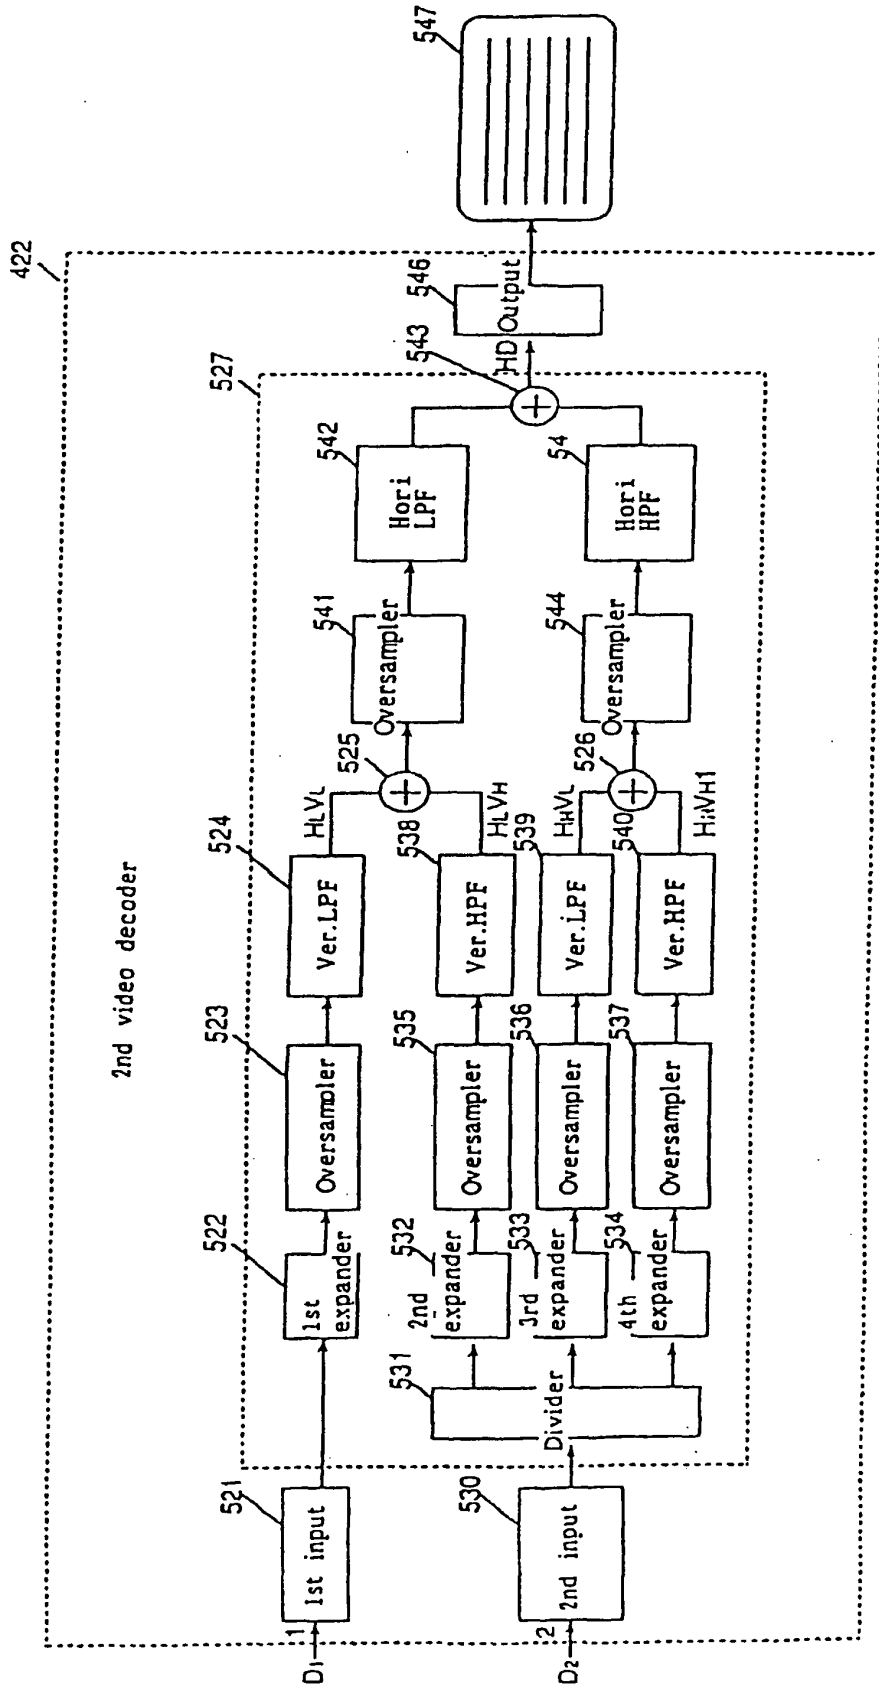 422
2nd video decoder
527
521
1st input
1
D1
522
1st
expander
523
Oversampler
524
Ver.LPF
HLVL
525
541
Oversampler
542
Hori
LPF
543
HD Output
546
547
530
2nd input
2
D2
531
Divider
532
2nd
expander
535
Oversampler
538
Ver.HPF
HLVH
533
3rd
expander
536
Oversampler
539
Ver.LPF
HHVL
526
544
Oversampler
54
Hori
HPF
534
4th
expander
537
Oversampler
540
Ver.HPF
HHVH1